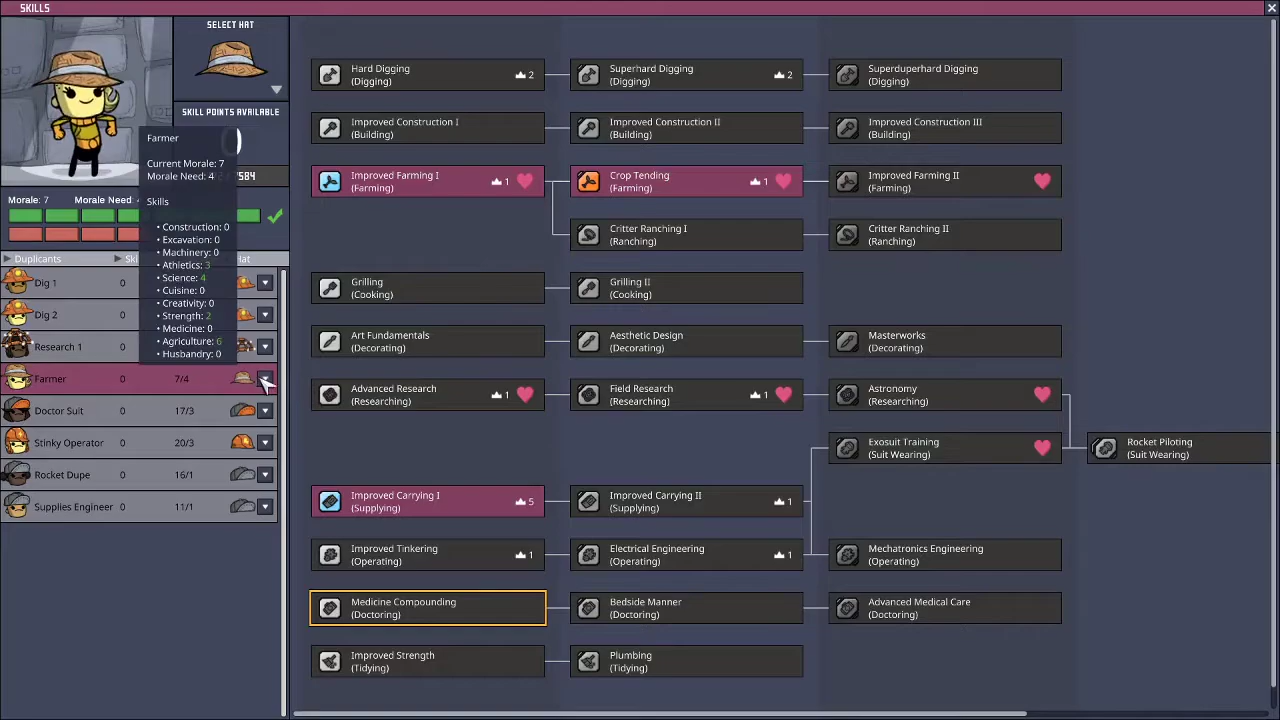 SKILLS
SELECT HAT
SKILL POINTS AVAILABLE
0
584
Morale: 7 Morale Need:
Duplicants Ski Hat
Dig 1 0
Dig 2 0
Research 1 0
Farmer 0 7/4
Doctor Suit 0 17/3
Stinky Operator 0 20/3
Rocket Dupe 0 16/1
Supplies Engineer 0 11/1
Farmer
Current Morale: 7
Morale Need: 4
Skills
• Construction: 0
• Excavation: 0
• Machinery: 0
• Athletics: 3
• Science: 4
• Cuisine: 0
• Creativity: 0
• Strength: 2
• Medicine: 0
• Agriculture: 6
• Husbandry: 0
Hard Digging
(Digging)
2
Superhard Digging
(Digging)
2
Superduperhard Digging
(Digging)
Improved Construction I
(Building)
Improved Construction II
(Building)
Improved Construction III
(Building)
Improved Farming I
(Farming)
1
Crop Tending
(Farming)
1
Improved Farming II
(Farming)
Critter Ranching I
(Ranching)
Critter Ranching II
(Ranching)
Grilling
(Cooking)
Grilling II
(Cooking)
Art Fundamentals
(Decorating)
Aesthetic Design
(Decorating)
Masterworks
(Decorating)
Advanced Research
(Researching)
1
Field Research
(Researching)
1
Astronomy
(Researching)
Exosuit Training
(Suit Wearing)
Rocket Piloting
(Suit Wearing)
Improved Carrying I
(Supplying)
5
Improved Carrying II
(Supplying)
1
Improved Tinkering
(Operating)
1
Electrical Engineering
(Operating)
1
Mechatronics Engineering
(Operating)
Medicine Compounding
(Doctoring)
Bedside Manner
(Doctoring)
Advanced Medical Care
(Doctoring)
Improved Strength
(Tidying)
Plumbing
(Tidying)